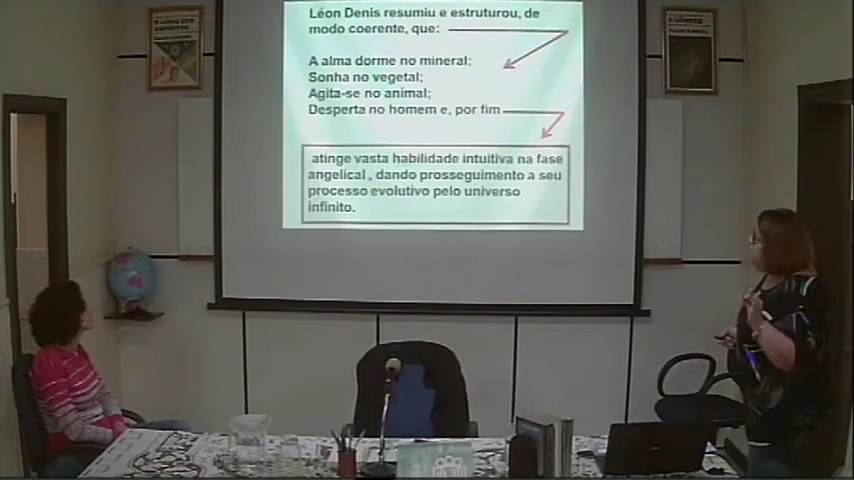 Léon Denis resumiu e estruturou, de
modo coerente, que:
A alma dorme no mineral;
Sonha no vegetal;
Agita-se no animal;
Desperta no homem e, por fim
atinge vasta habilidade intuitiva na fase
angelical, dando prosseguimento a seu
processo evolutivo pelo universo
infinito.